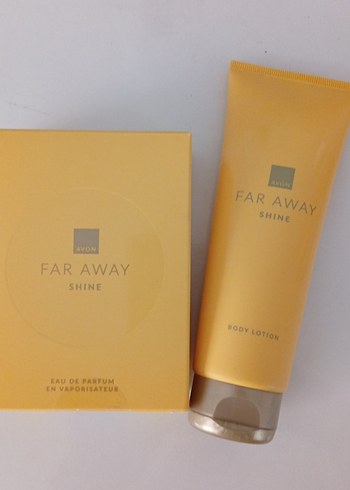 AVON
FAR AWAY
SHINE
EAU DE PARFUM
EN VAPORISATEUR
AVON
FAR AWAY
SHINE
BODY LOTION